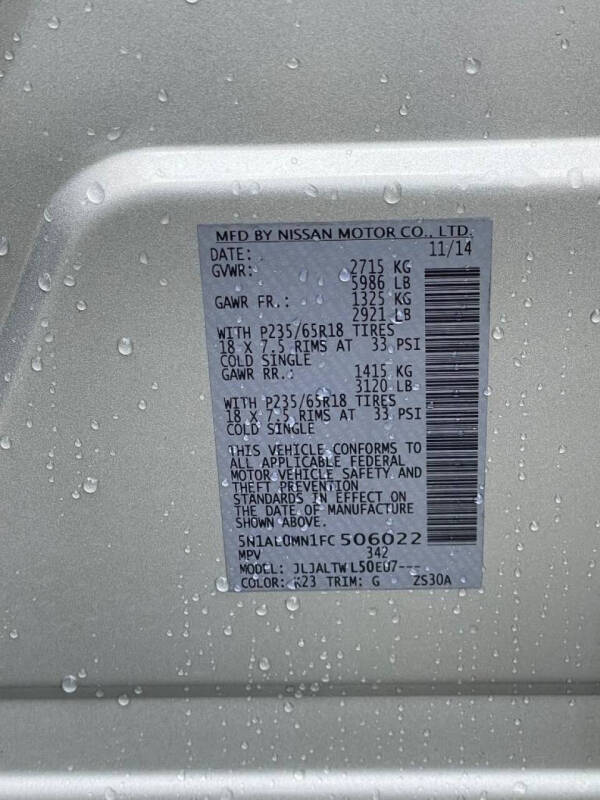 MFD BY NISSAN MOTOR CO., LTD.
DATE: 11/14
GVWR: 2715 KG
5986 LB
GAWR FR.: 1325 KG
2921 LB
WITH P235/65R18 TIRES
18 X 7.5 RIMS AT 33 PSI
COLD SINGLE
GAWR RR.: 1415 KG
3120 LB
WITH P235/65R18 TIRES
18 X 7.5 RIMS AT 33 PSI
COLD SINGLE
THIS VEHICLE CONFORMS TO
ALL APPLICABLE FEDERAL
MOTOR VEHICLE SAFETY AND
THEFT PREVENTION
STANDARDS IN EFFECT ON
THE DATE OF MANUFACTURE
SHOWN ABOVE.
5N1AL0MN1FC506022
MPV 342
MODEL: JLJALTWL50EU7---
COLOR: K23 TRIM: G ZS30A